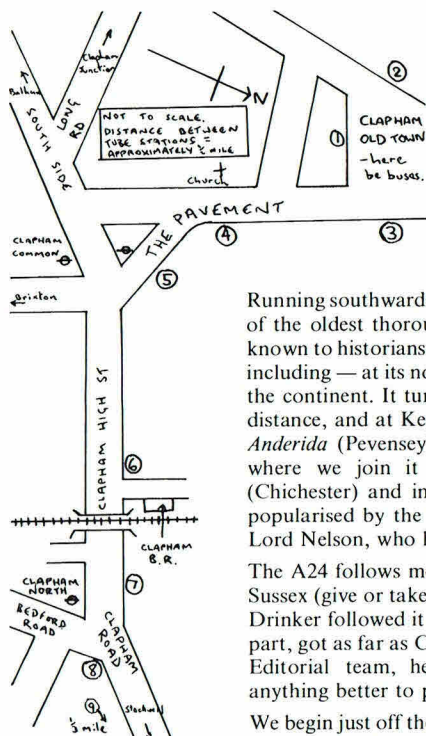 Clapham
Junction
Balham
SOUTH SIDE
LONG
RD
NOT TO SCALE.
DISTANCE BETWEEN
TUBE STATIONS =
APPROXIMATELY ½ MILE
N
②
①
CLAPHAM
OLD TOWN
-here
be buses.
Church
THE PAVEMENT
④
③
⑤
CLAPHAM
COMMON
Brixton
CLAPHAM HIGH ST
⑥
CLAPHAM
B.R.
CLAPHAM
NORTH
⑦
BEDFORD
ROAD
CLAPHAM
ROAD
⑧
⑨
⅓ mile
Stockwell
Running southward
of the oldest thorou
known to historians
including — at its no
the continent. It tur
distance, and at Ke
Anderida (Pevensey
where we join it
(Chichester) and in
popularised by the
Lord Nelson, who h
The A24 follows mo
Sussex (give or take
Drinker followed it
part, got as far as C
Editorial team, he
anything better to p
We begin just off the